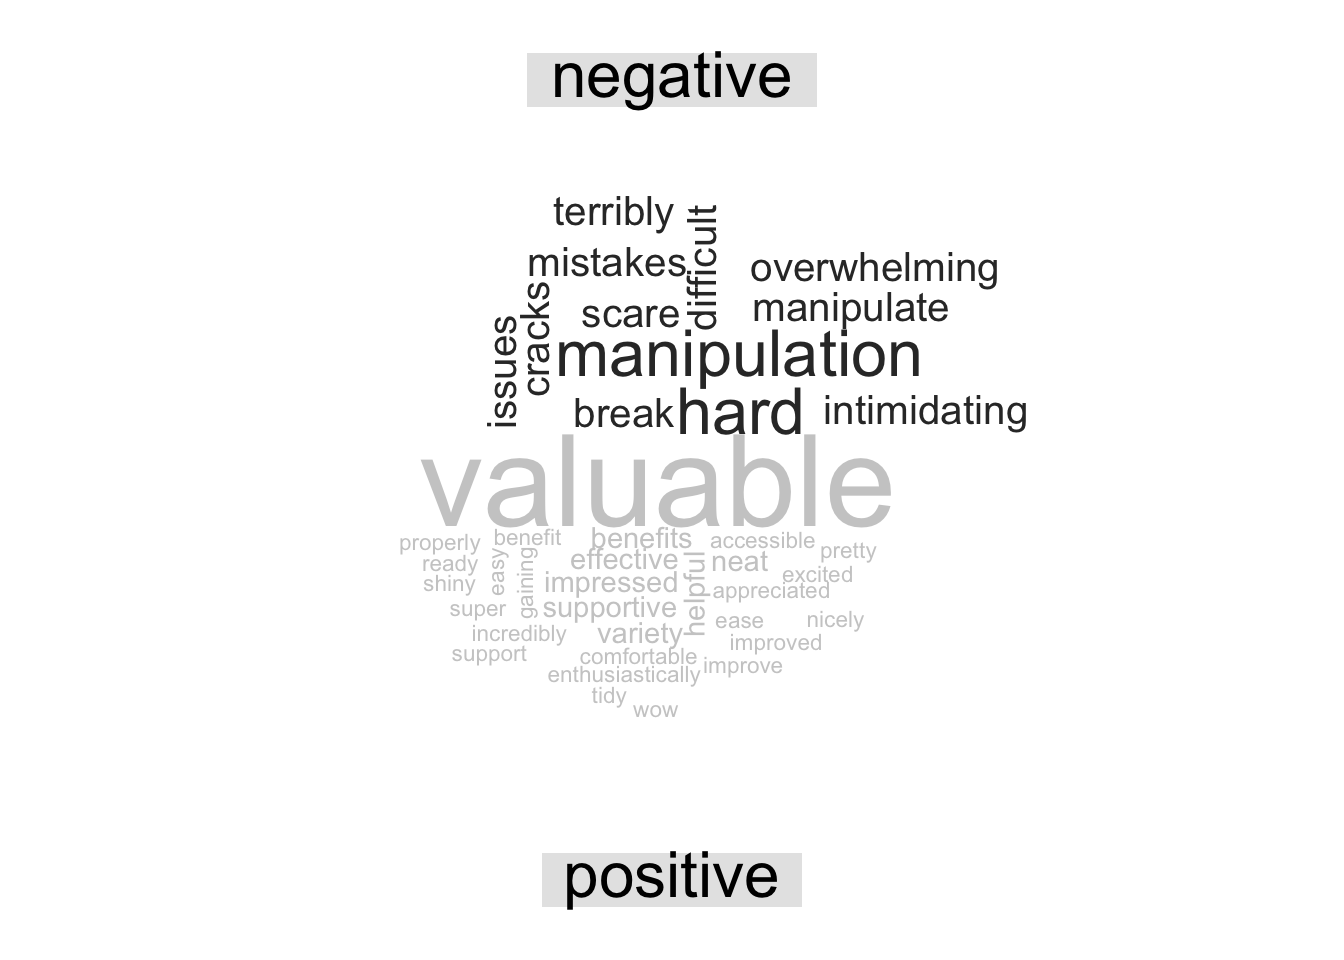 negative
terribly
difficult
mistakes
overwhelming
cracks
scare
manipulate
issues
manipulation
break
hard
intimidating
valuable
properly
benefit
benefits
accessible
pretty
ready
easy
gaining
effective
helpful
neat
shiny
impressed
excited
appreciated
super
supportive
ease
nicely
incredibly
variety
improved
support
comfortable
improve
enthusiastically
tidy
wow
positive